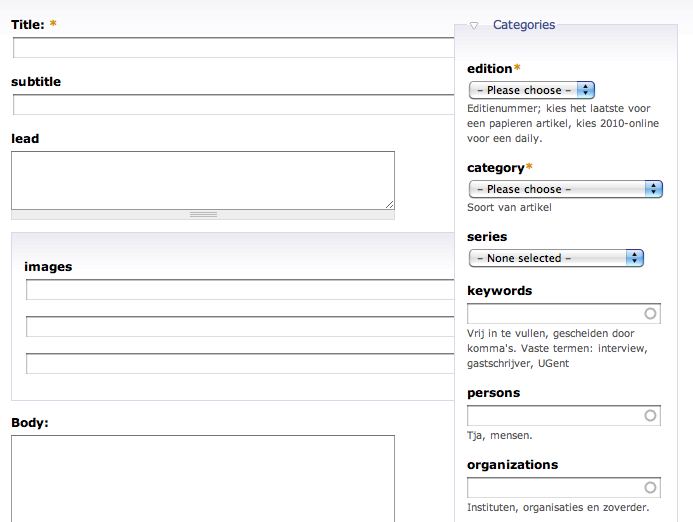 Title: *
subtitle
lead
images
Body:
Categories
edition*
– Please choose –
Editienummer; kies het laatste voor
een papieren artikel, kies 2010-online
voor een daily.
category*
– Please choose –
Soort van artikel
series
– None selected –
keywords
Vrij in te vullen, gescheiden door
komma's. Vaste termen: interview,
gastschrijver, UGent
persons
Tja, mensen.
organizations
Instituten, organisaties en zoverder.